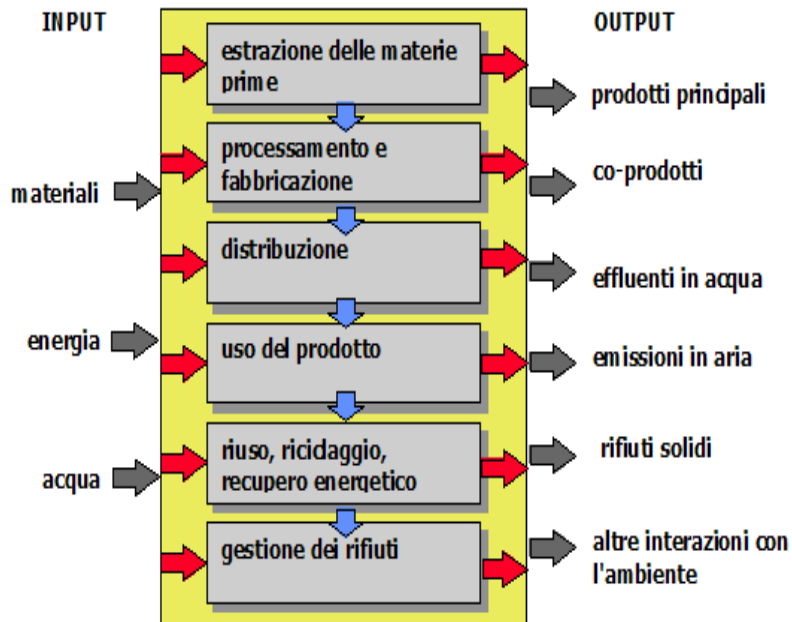 INPUT
OUTPUT
estrazione delle materie
prime
processamento e
fabbricazione
distribuzione
uso del prodotto
riuso, riciclaggio,
recupero energetico
gestione dei rifiuti
materiali
energia
acqua
prodotti principali
co-prodotti
effluenti in acqua
emissioni in aria
rifiuti solidi
altre interazioni con
l'ambiente